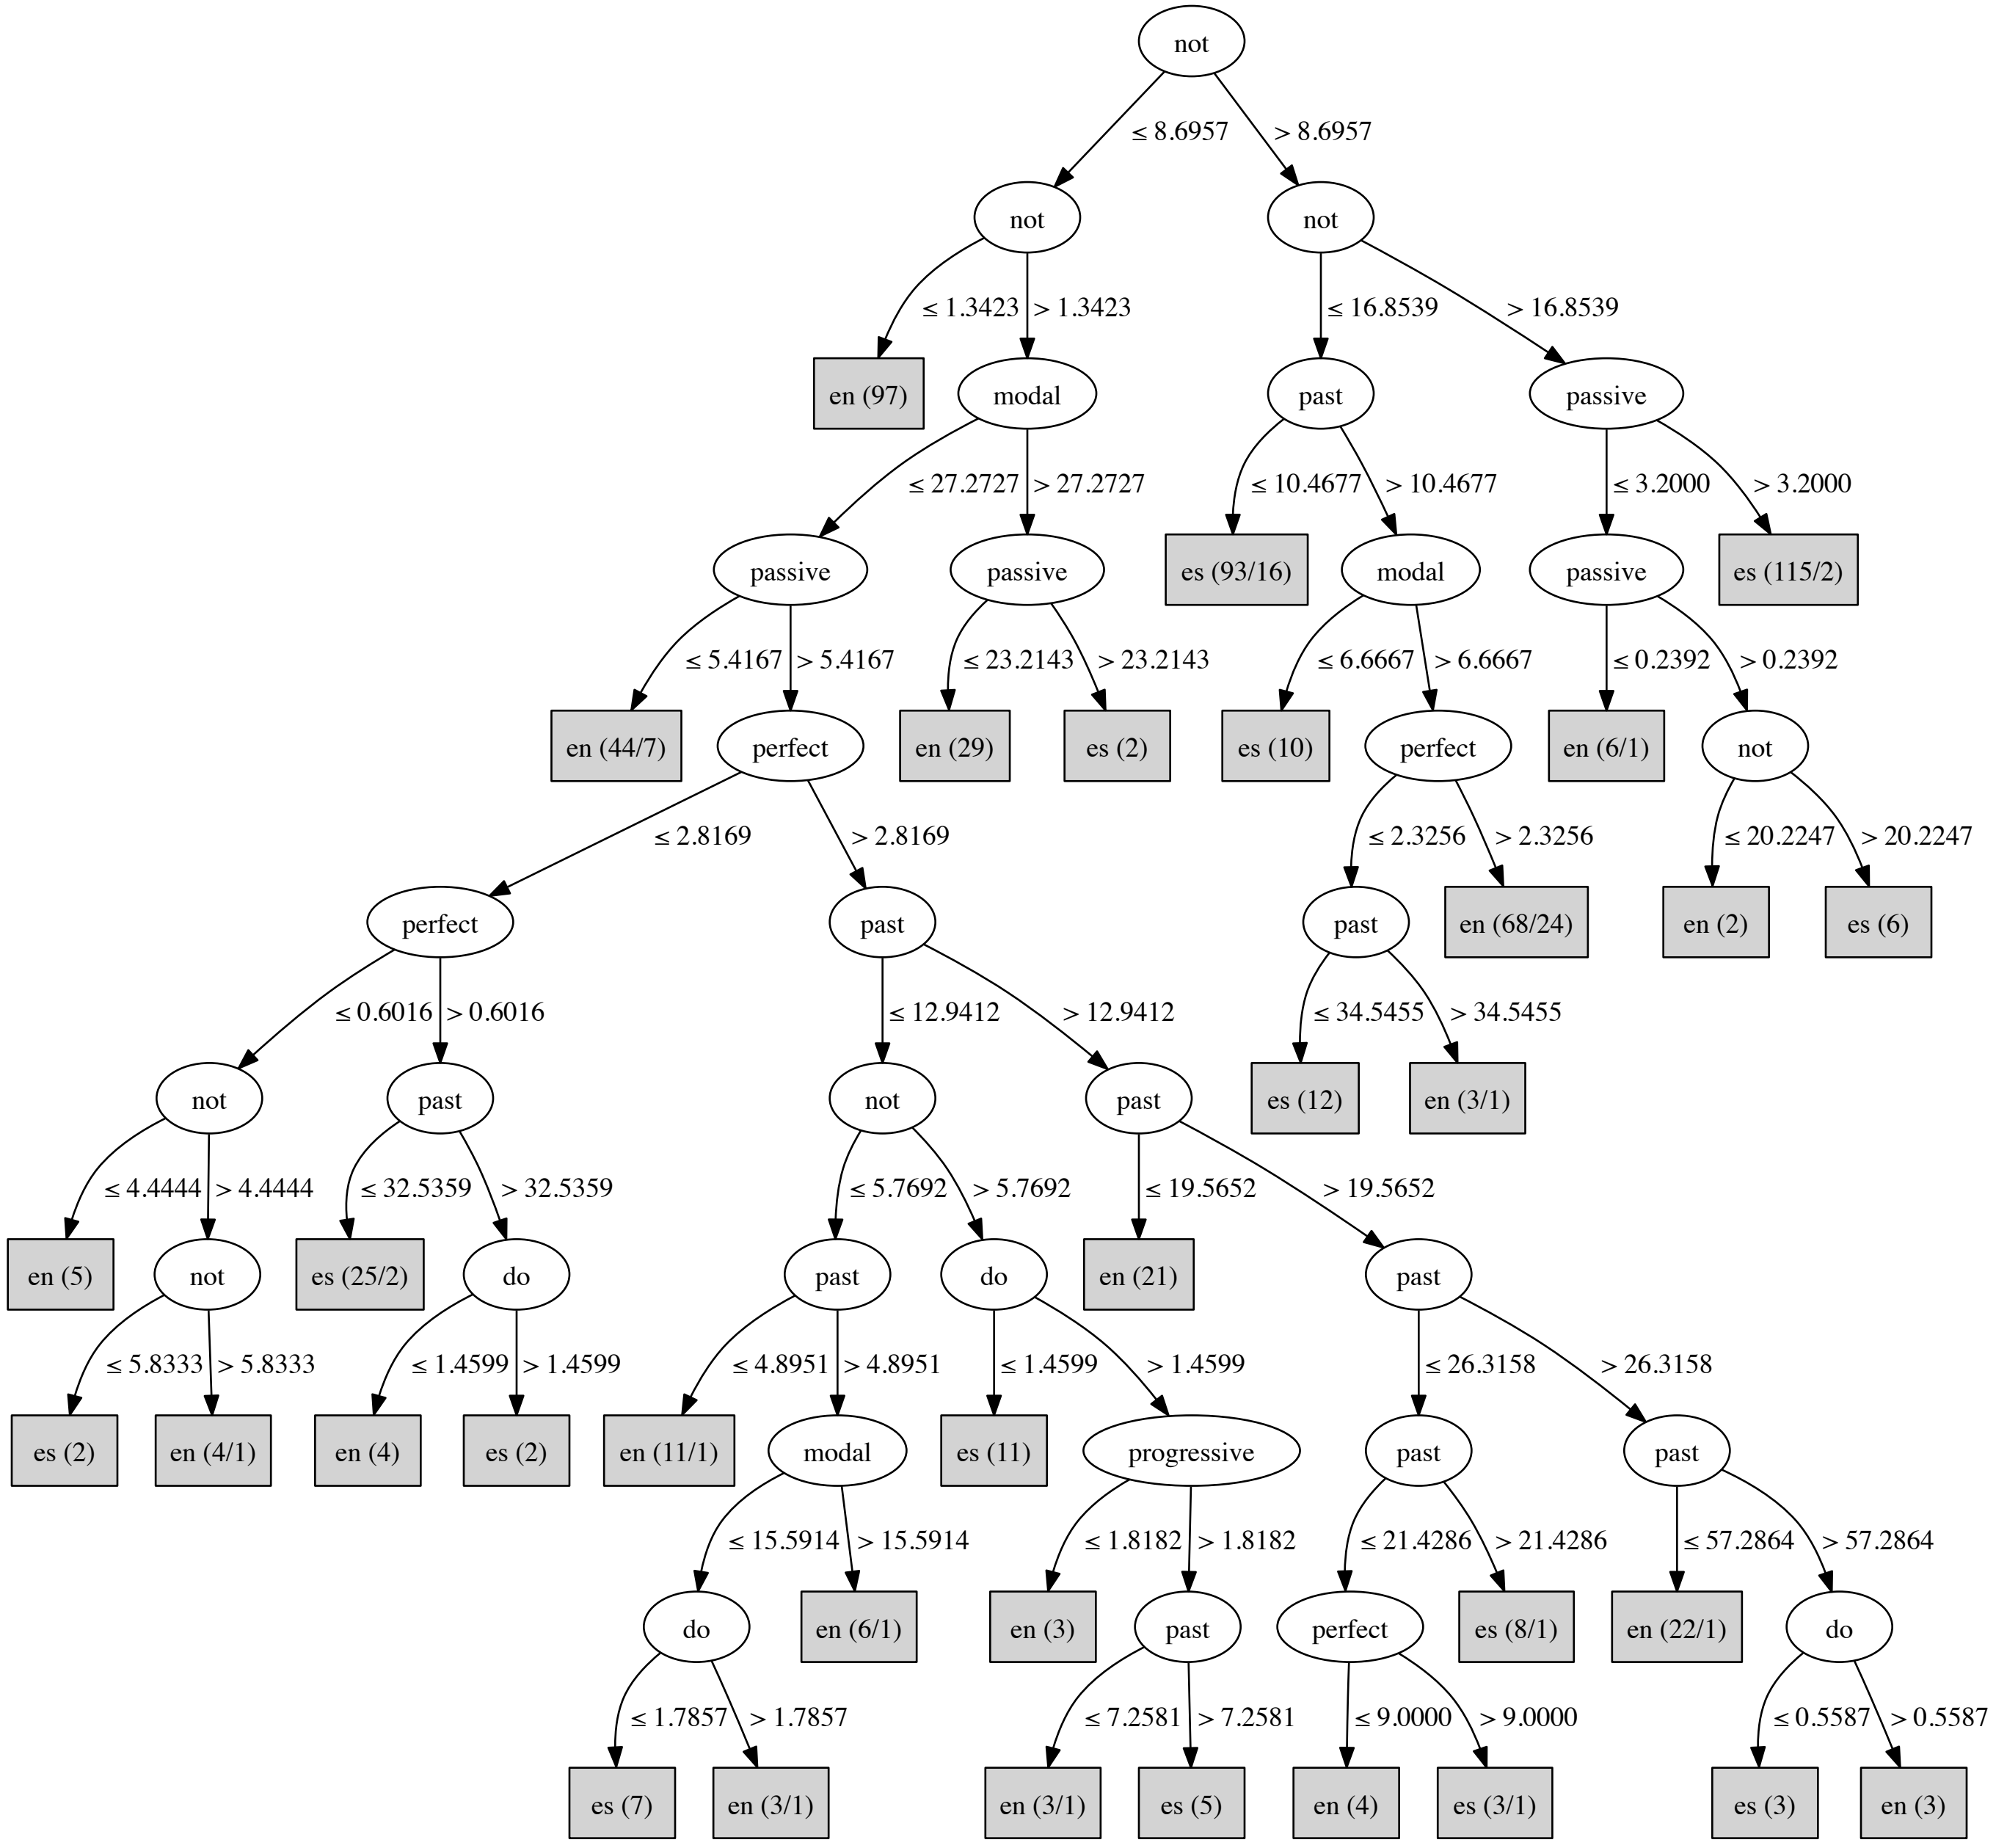 not
≤ 8.6957 > 8.6957
not not
≤ 1.3423 > 1.3423 ≤ 16.8539 > 16.8539
en (97) modal past passive
≤ 27.2727 > 27.2727 ≤ 10.4677 > 10.4677 ≤ 3.2000 > 3.2000
passive passive es (93/16) modal passive es (115/2)
≤ 5.4167 > 5.4167 ≤ 23.2143 > 23.2143 ≤ 6.6667 > 6.6667 ≤ 0.2392 > 0.2392
en (44/7) perfect en (29) es (2) es (10) perfect en (6/1) not
≤ 2.8169 > 2.8169 ≤ 2.3256 > 2.3256 ≤ 20.2247 > 20.2247
perfect past past en (68/24) en (2) es (6)
≤ 0.6016 > 0.6016 ≤ 12.9412 > 12.9412 ≤ 34.5455 > 34.5455
not past not past es (12) en (3/1)
≤ 4.4444 > 4.4444 ≤ 32.5359 > 32.5359 ≤ 5.7692 > 5.7692 ≤ 19.5652 > 19.5652
en (5) not es (25/2) do past do en (21) past
≤ 5.8333 > 5.8333 ≤ 1.4599 > 1.4599 ≤ 4.8951 > 4.8951 ≤ 1.4599 > 1.4599 ≤ 26.3158 > 26.3158
es (2) en (4/1) en (4) es (2) en (11/1) modal es (11) progressive past past
≤ 15.5914 > 15.5914 ≤ 1.8182 > 1.8182 ≤ 21.4286 > 21.4286 ≤ 57.2864 > 57.2864
do en (6/1) en (3) past perfect es (8/1) en (22/1) do
≤ 1.7857 > 1.7857 ≤ 7.2581 > 7.2581 ≤ 9.0000 > 9.0000 ≤ 0.5587 > 0.5587
es (7) en (3/1) en (3/1) es (5) en (4) es (3/1) es (3) en (3)